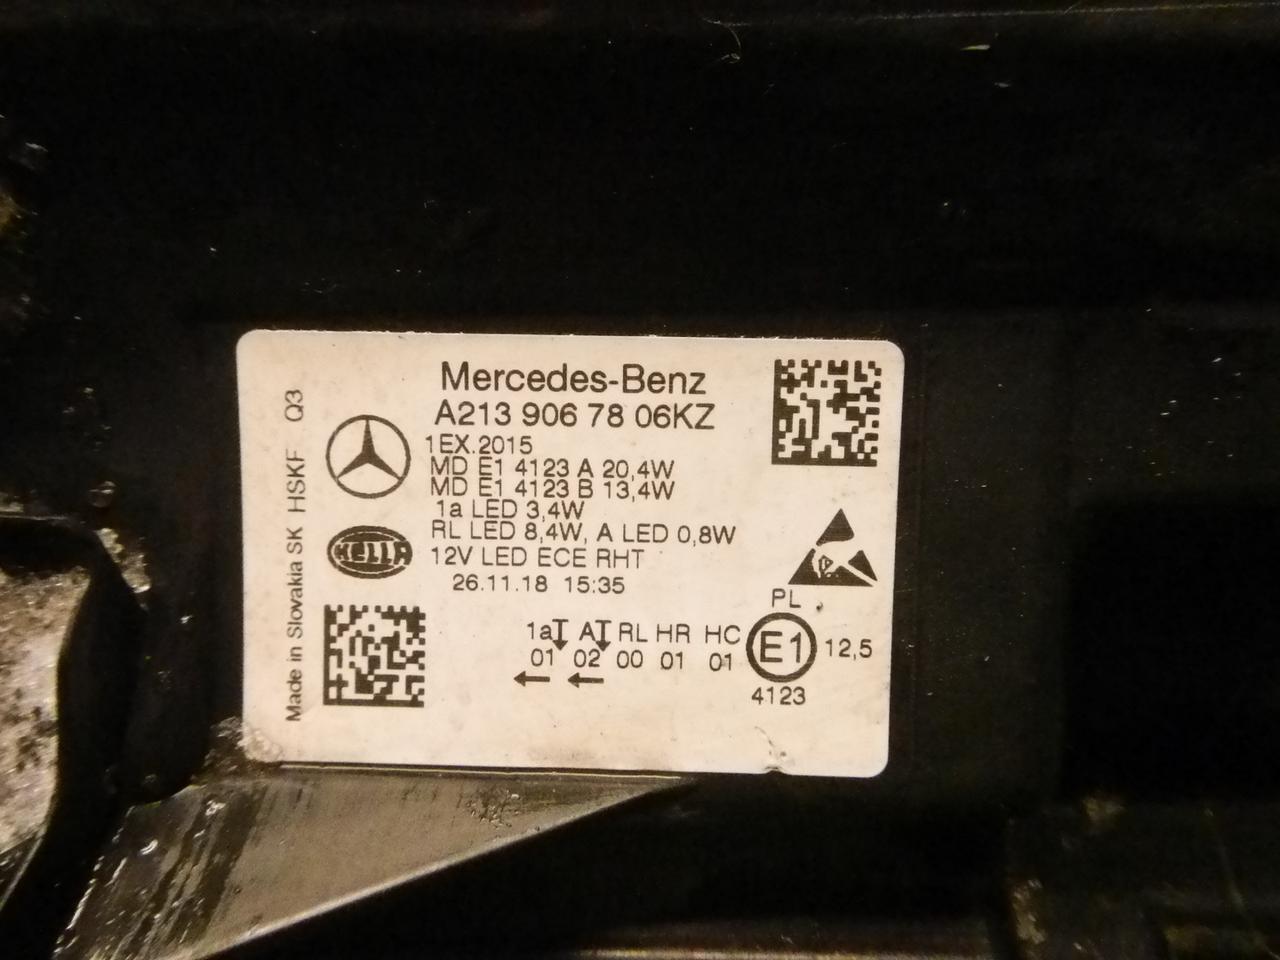 Mercedes-Benz
A213 906 78 06KZ
1EX.2015
MD E1 4123 A 20,4W
MD E1 4123 B 13,4W
1a LED 3,4W
RL LED 8,4W, A LED 0,8W
12V LED ECE RHT
26.11.18 15:35
HELLA
Made in Slovakia SK HSKF Q3
PL
1a A RL HR HC
01 02 00 01 01
E1
12,5
4123